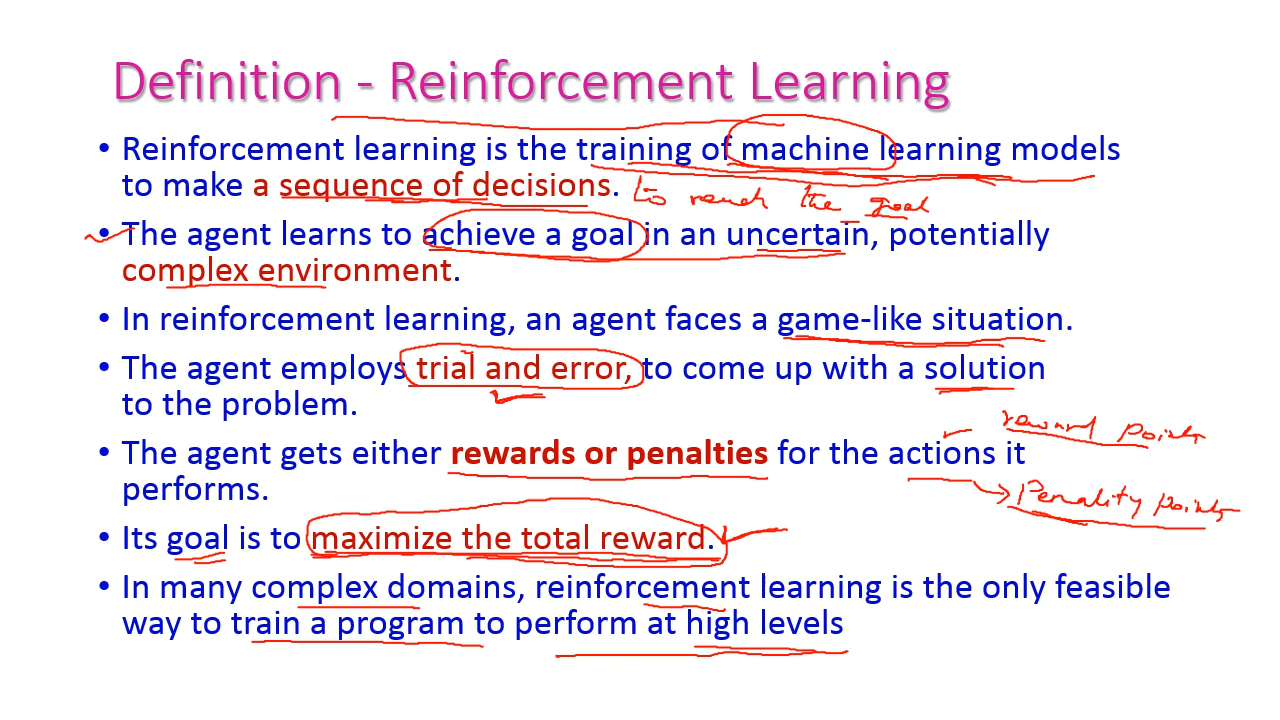 Definition - Reinforcement Learning
• Reinforcement learning is the training of machine learning models
to make a sequence of decisions. to reach the goal
• The agent learns to achieve a goal in an uncertain, potentially
complex environment.
• In reinforcement learning, an agent faces a game-like situation.
• The agent employs trial and error, to come up with a solution
to the problem.
reward points
• The agent gets either rewards or penalties for the actions it
performs.
Penality points
• Its goal is to maximize the total reward.
• In many complex domains, reinforcement learning is the only feasible
way to train a program to perform at high levels